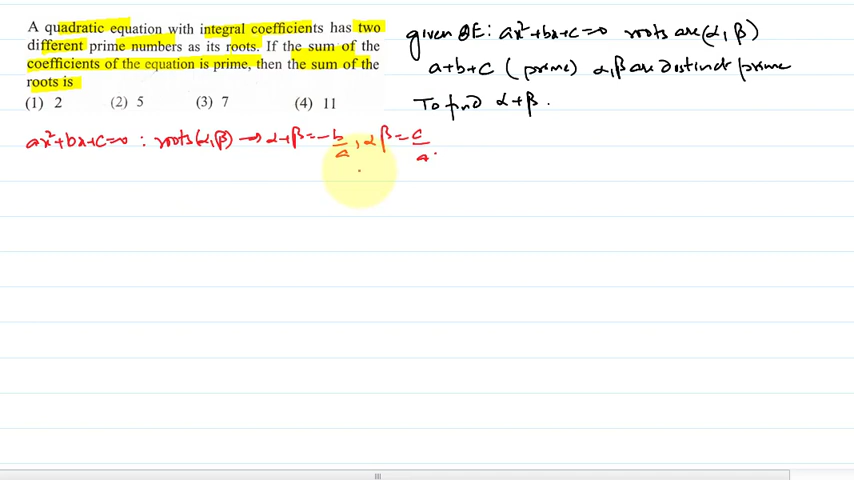 A quadratic equation with integral coefficients has two
different prime numbers as its roots. If the sum of the
coefficients of the equation is prime, then the sum of the
roots is
(1) 2 (2) 5 (3) 7 (4) 11
given QE: ax²+bx+c=0 roots are(α, β)
a+b+c (prime) α,β are distinct prime
To find α+β.
ax²+bx+c=0 : roots(α,β) → α+β=-b/a, αβ=c/a.